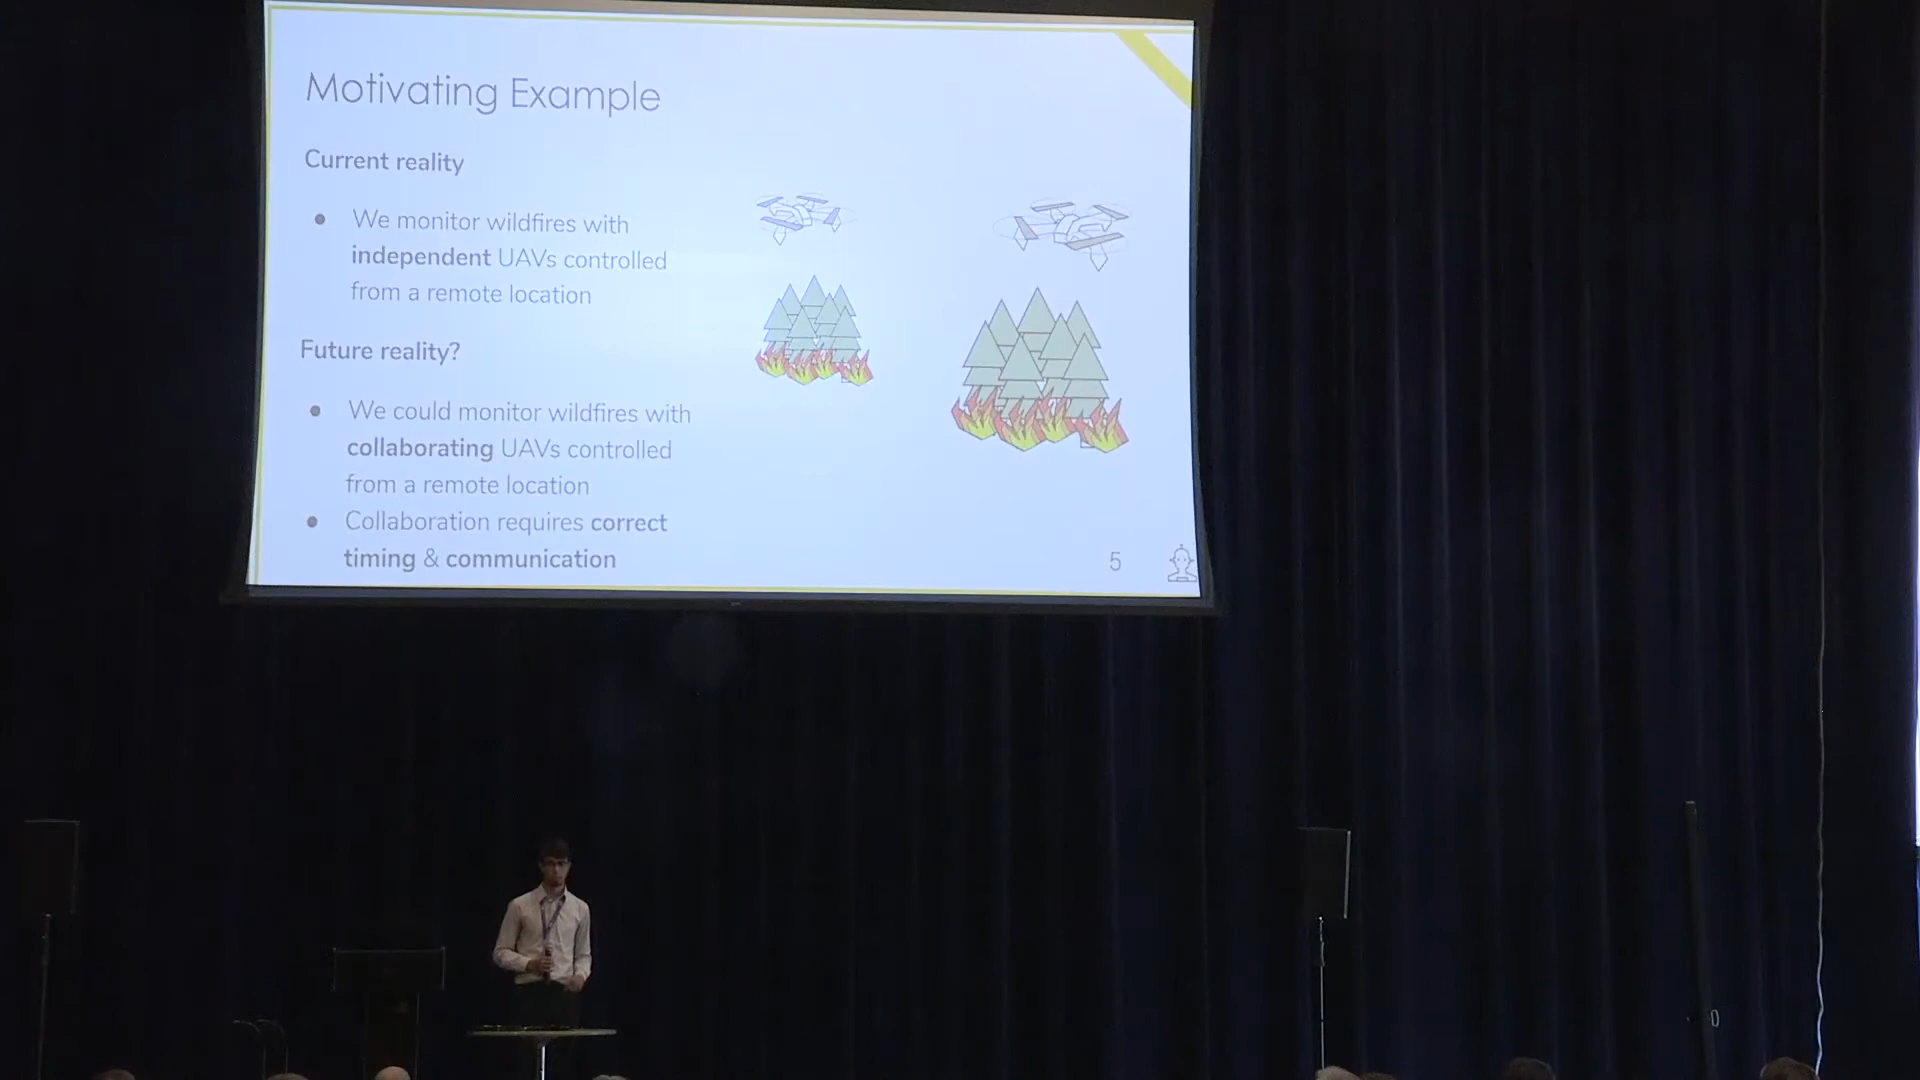 Motivating Example
Current reality
● We monitor wildfires with
independent UAVs controlled
from a remote location
Future reality?
● We could monitor wildfires with
collaborating UAVs controlled
from a remote location
● Collaboration requires correct
timing & communication
5